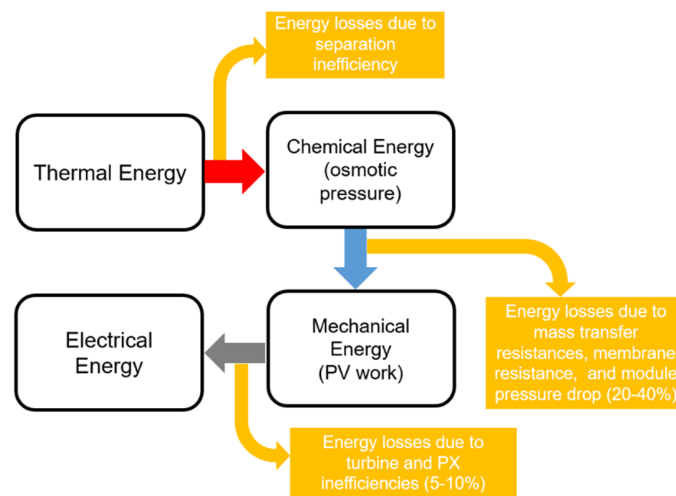 Energy losses due to
separation
inefficiency
Thermal Energy
Chemical Energy
(osmotic
pressure)
Electrical
Energy
Mechanical
Energy
(PV work)
Energy losses due to
mass transfer
resistances, membrane
resistance, and module
pressure drop (20-40%)
Energy losses due to
turbine and PX
inefficiencies (5-10%)